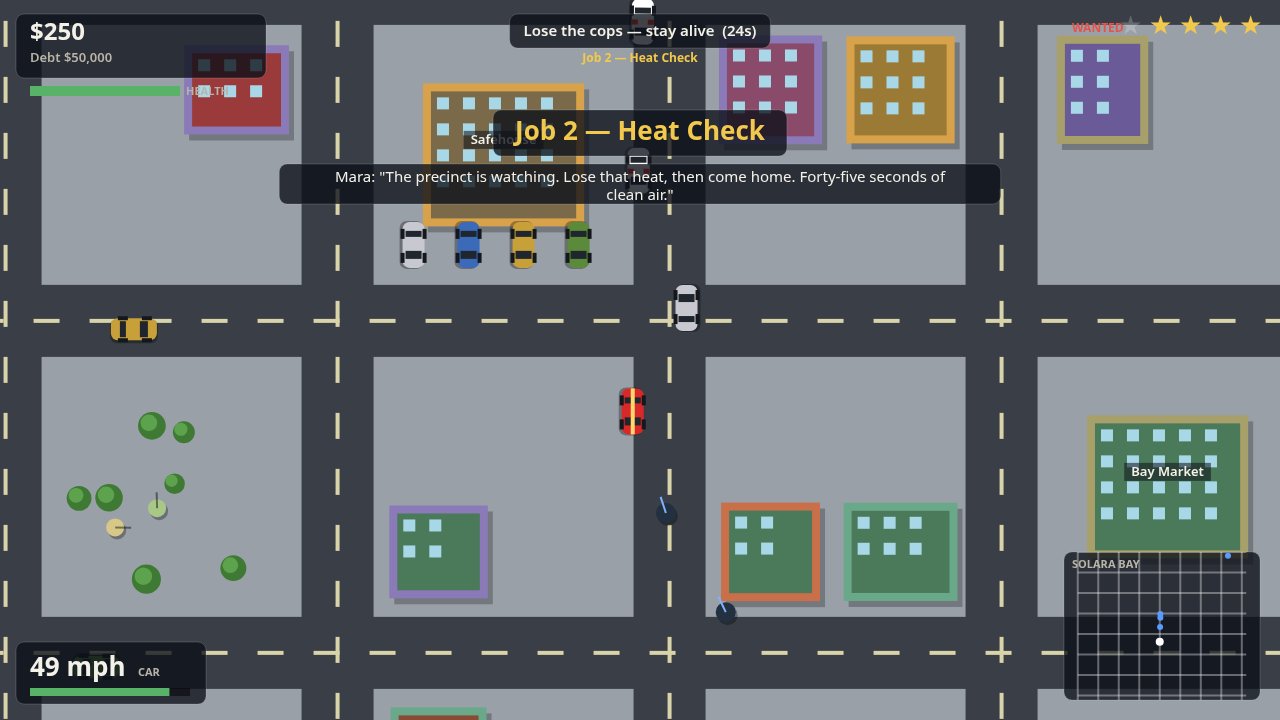 $250
Debt $50,000
HEALTH
Lose the cops — stay alive (24s)
Job 2 — Heat Check
WANTED
Safehouse
Job 2 — Heat Check
Mara: "The precinct is watching. Lose that heat, then come home. Forty-five seconds of
clean air."
Bay Market
SOLARA BAY
49 mph CAR